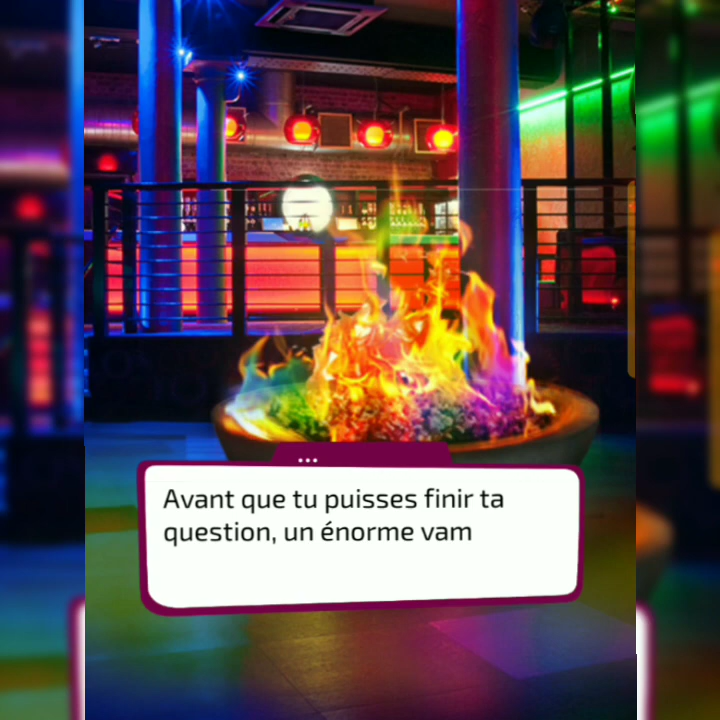 ...
Avant que tu puisses finir ta
question, un énorme vam